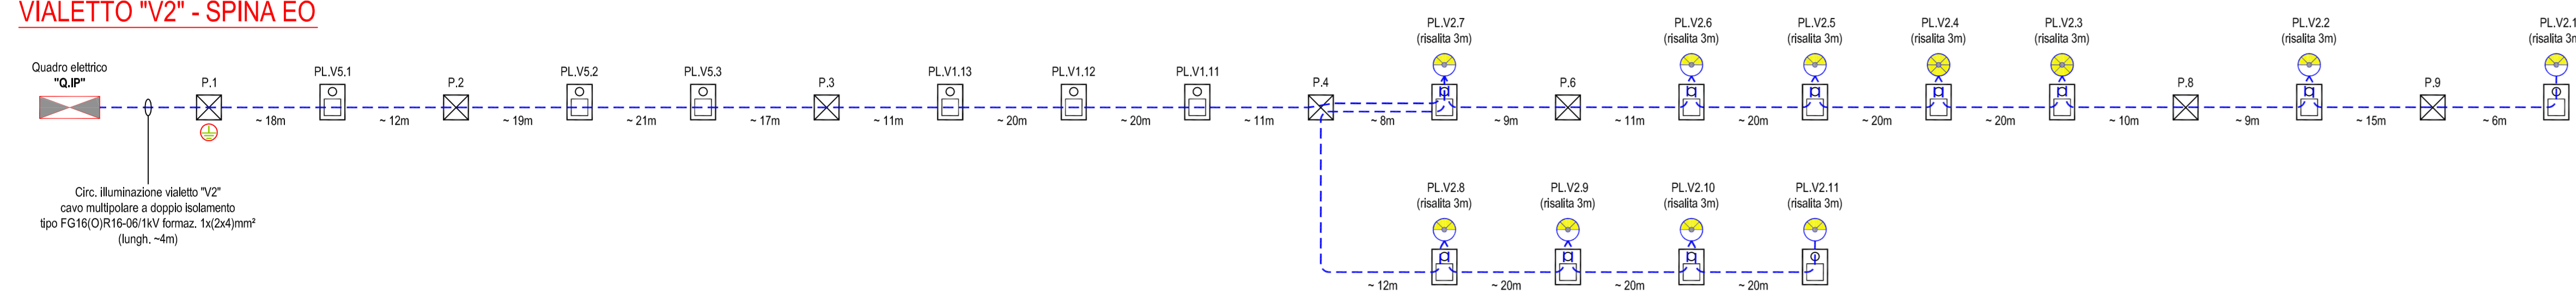 VIALETTO "V2" - SPINA EO
Quadro elettrico
"Q.IP"
P.1
PL.V5.1
P.2
PL.V5.2
PL.V5.3
P.3
PL.V1.13
PL.V1.12
PL.V1.11
P.4
PL.V2.7
(risalita 3m)
P.6
PL.V2.6
(risalita 3m)
PL.V2.5
(risalita 3m)
PL.V2.4
(risalita 3m)
PL.V2.3
(risalita 3m)
P.8
PL.V2.2
(risalita 3m)
P.9
PL.V2.1
(risalita 3m
~ 18m
~ 12m
~ 19m
~ 21m
~ 17m
~ 11m
~ 20m
~ 20m
~ 11m
~ 8m
~ 9m
~ 11m
~ 20m
~ 20m
~ 20m
~ 10m
~ 9m
~ 15m
~ 6m
Circ. illuminazione vialetto "V2"
cavo multipolare a doppio isolamento
tipo FG16(O)R16-06/1kV formaz. 1x(2x4)mm²
(lungh. ~4m)
PL.V2.8
(risalita 3m)
PL.V2.9
(risalita 3m)
PL.V2.10
(risalita 3m)
PL.V2.11
(risalita 3m)
~ 12m
~ 20m
~ 20m
~ 20m